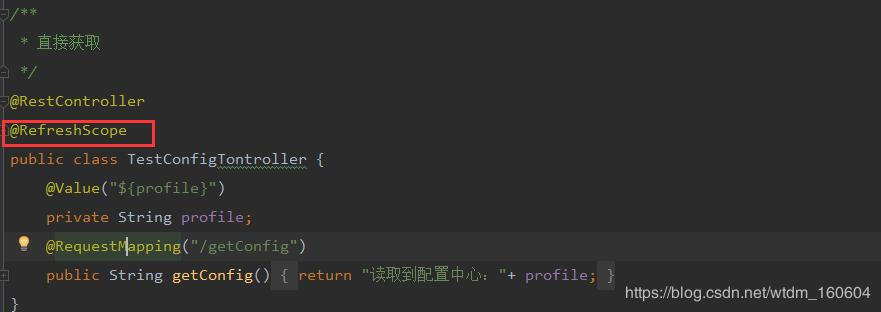 /**
 * 直接获取
 */
@RestController
@RefreshScope
public class TestConfigTontroller {
    @Value("${profile}")
    private String profile;
    @RequestMapping("/getConfig")
    public String getConfig() { return "读取到配置中心："+ profile; }
}
https://blog.csdn.net/wtdm_160604